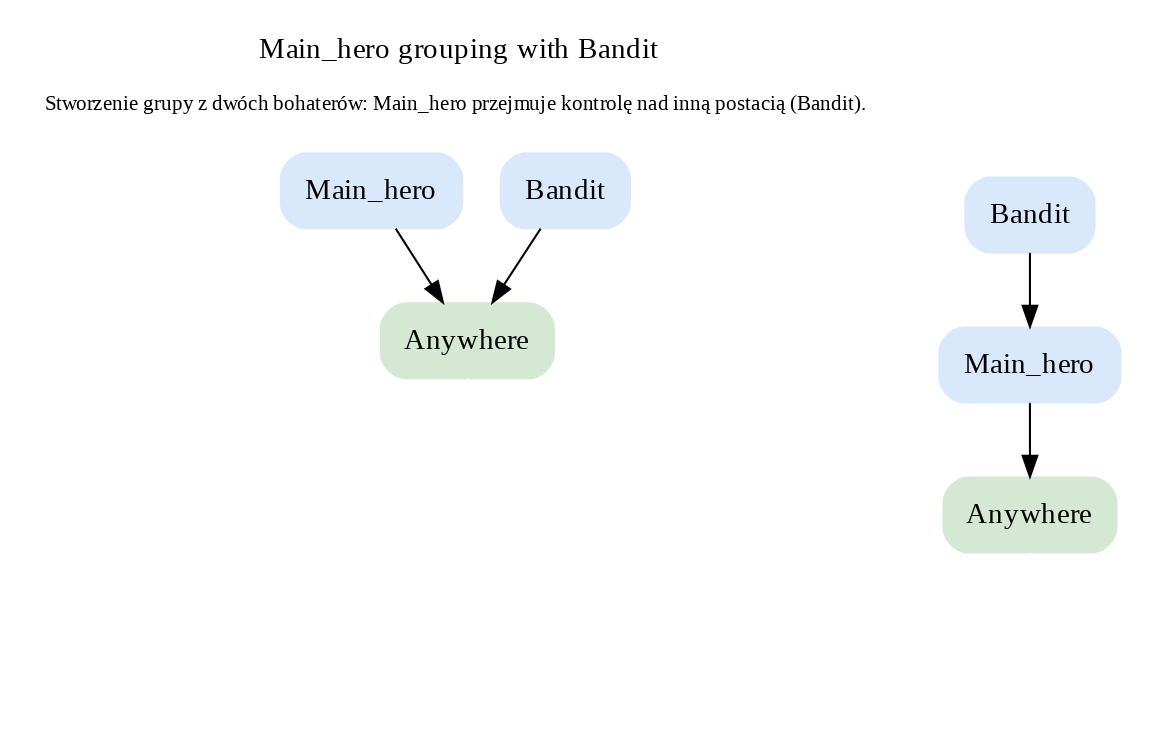 Main_hero grouping with Bandit
Stworzenie grupy z dwóch bohaterów: Main_hero przejmuje kontrolę nad inną postacią (Bandit).
Main_hero
Bandit
Anywhere
Bandit
Main_hero
Anywhere